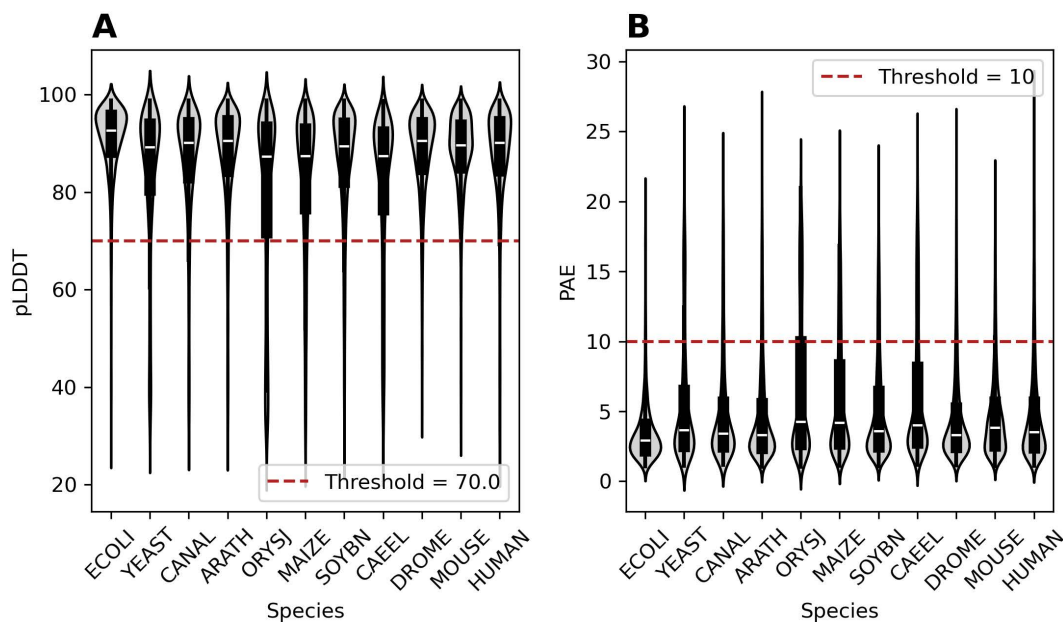 A
B
100
80
60
40
20
pLDDT
Threshold = 70.0
ECOLI
YEAST
CANAL
ARATH
ORYSJ
MAIZE
SOYBN
CAEEL
DROME
MOUSE
HUMAN
Species
30
25
20
15
10
5
0
PAE
Threshold = 10
ECOLI
YEAST
CANAL
ARATH
ORYSJ
MAIZE
SOYBN
CAEEL
DROME
MOUSE
HUMAN
Species